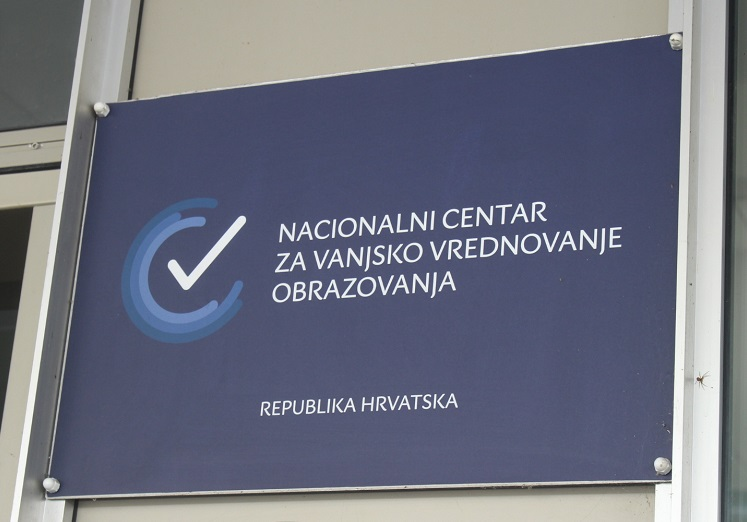 NACIONALNI CENTAR
ZA VANJSKO VREDNOVANJE
OBRAZOVANJA
REPUBLIKA HRVATSKA